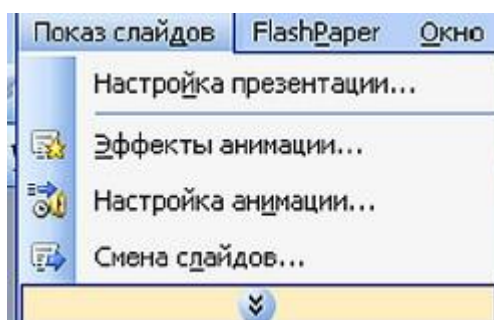 Показ слайдов FlashPaper Окно
Настройка презентации...
Эффекты анимации...
Настройка анимации...
Смена слайдов...